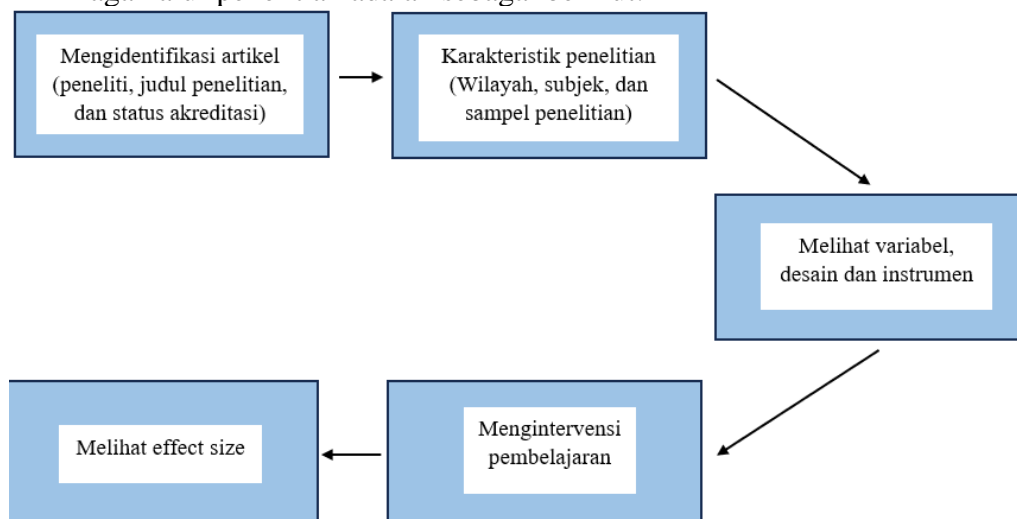 Mengidentifikasi artikel
(peneliti, judul penelitian,
dan status akreditasi)
Karakteristik penelitian
(Wilayah, subjek, dan
sampel penelitian)
Melihat variabel,
desain dan instrumen
Mengintervensi
pembelajaran
Melihat effect size